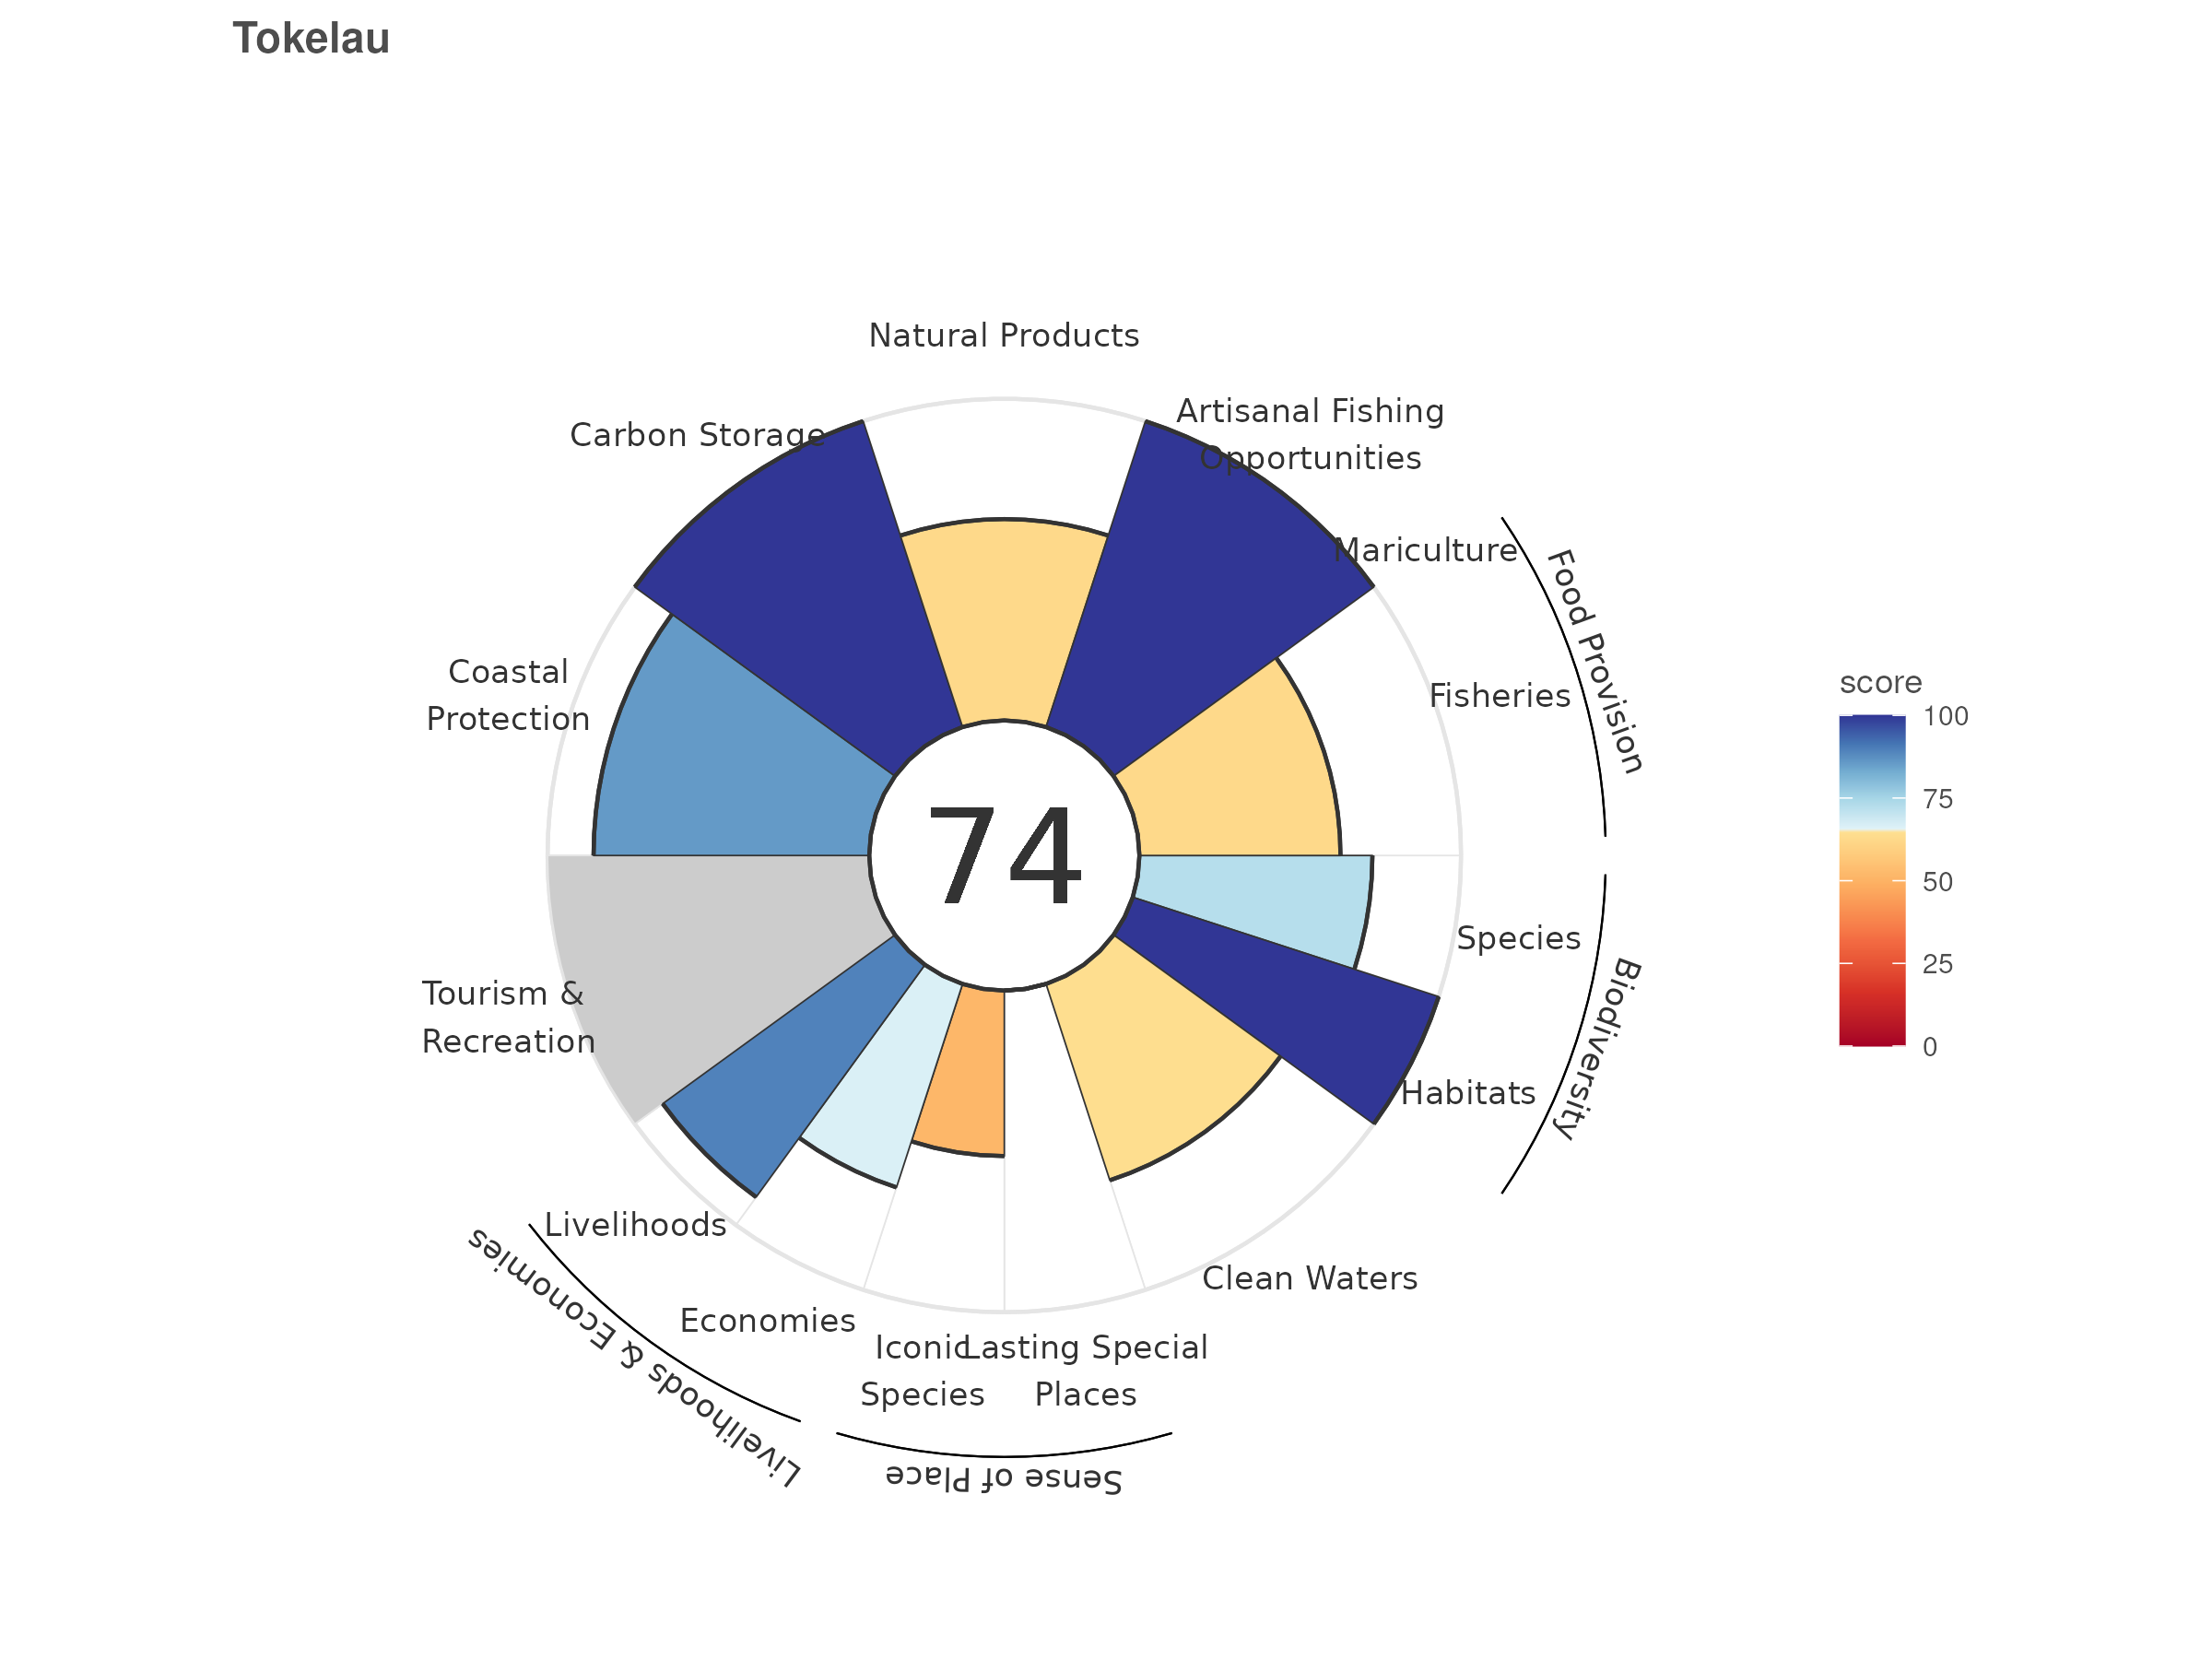 Tokelau
Natural Products
Artisanal Fishing
Opportunities
Carbon Storage
Mariculture
Food Provision
Fisheries
Coastal
Protection
score
100
75
50
25
0
74
Species
Biodiversity
Habitats
Tourism &
Recreation
Livelihoods
Livelihoods & Economies
Economies
Clean Waters
Iconic
Species
Lasting Special
Places
Sense of Place